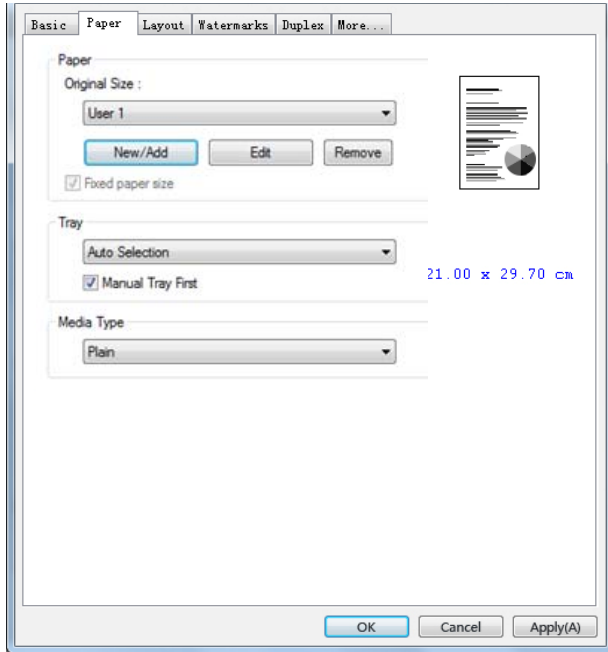 Basic Paper Layout Watermarks Duplex More...
Paper
Original Size :
User 1
New/Add Edit Remove
Fixed paper size
Tray
Auto Selection
Manual Tray First
21.00 x 29.70 cm
Media Type
Plain
OK Cancel Apply(A)